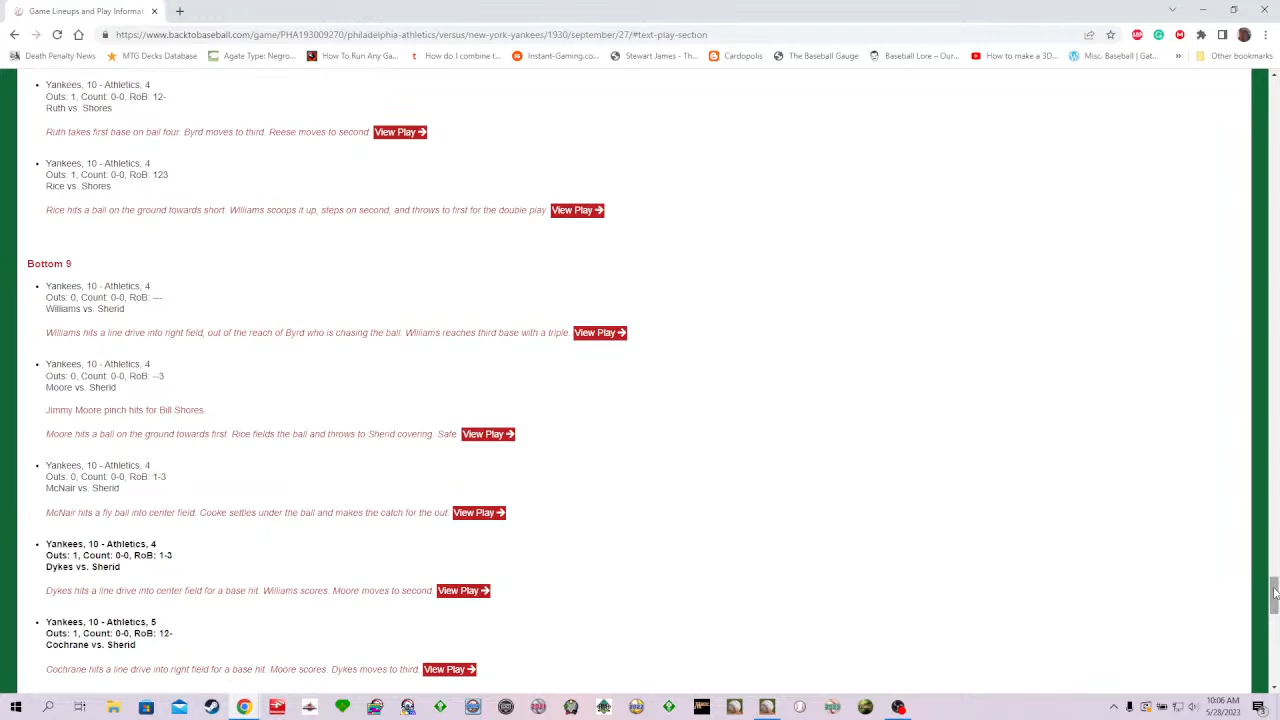 Game Lineups and Play Informat
https://www.backtobaseball.com/game/PHA193009270/philadelphia-athletics/versus/new-york-yankees/1930/september/27/#text-play-section
Death Penalty News
MTG Decks Database
Agate Type: Negro...
How To Run Any Ga...
How do I combine t...
Instant-Gaming.co...
Stewart James - Th...
Cardopolis
The Baseball Gauge
Baseball Lore – Our...
How to make a 3D...
Misc. Baseball | Gat...
»
Other bookmarks
Yankees, 10 - Athletics, 4
Outs: 1, Count: 0-0, RoB: 12-
Ruth vs. Shores
Ruth takes first base on ball four. Byrd moves to third. Reese moves to second. View Play
Yankees, 10 - Athletics, 4
Outs: 1, Count: 0-0, RoB: 123
Rice vs. Shores
Rice hits a ball on the ground towards short. Williams scoops it up, steps on second, and throws to first for the double play. View Play
Bottom 9
Yankees, 10 - Athletics, 4
Outs: 0, Count: 0-0, RoB: ---
Williams vs. Sherid
Williams hits a line drive into right field, out of the reach of Byrd who is chasing the ball. Williams reaches third base with a triple. View Play
Yankees, 10 - Athletics, 4
Outs: 0, Count: 0-0, RoB: --3
Moore vs. Sherid
Jimmy Moore pinch hits for Bill Shores.
Moore hits a ball on the ground towards first. Rice fields the ball and throws to Sherid covering. Safe. View Play
Yankees, 10 - Athletics, 4
Outs: 0, Count: 0-0, RoB: 1-3
McNair vs. Sherid
McNair hits a fly ball into center field. Cooke settles under the ball and makes the catch for the out. View Play
Yankees, 10 - Athletics, 4
Outs: 1, Count: 0-0, RoB: 1-3
Dykes vs. Sherid
Dykes hits a line drive into center field for a base hit. Williams scores. Moore moves to second. View Play
Yankees, 10 - Athletics, 5
Outs: 1, Count: 0-0, RoB: 12-
Cochrane vs. Sherid
Cochrane hits a line drive into right field for a base hit. Moore scores. Dykes moves to third. View Play
10:06 AM
5/28/2023